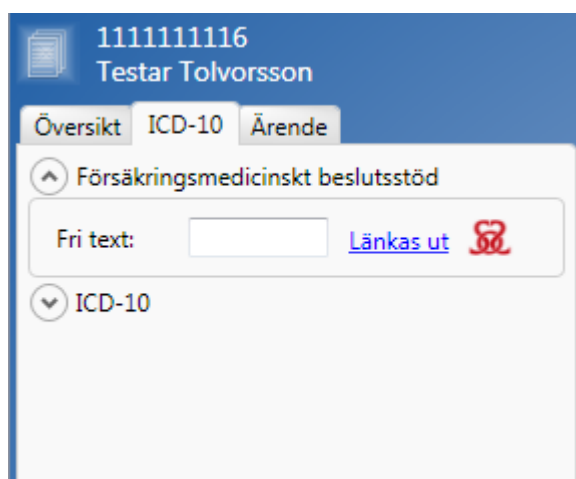 1111111116
Testar Tolvorsson
Översikt ICD-10 Ärende
Försäkringsmedicinskt beslutsstöd
Fri text: Länkas ut
ICD-10